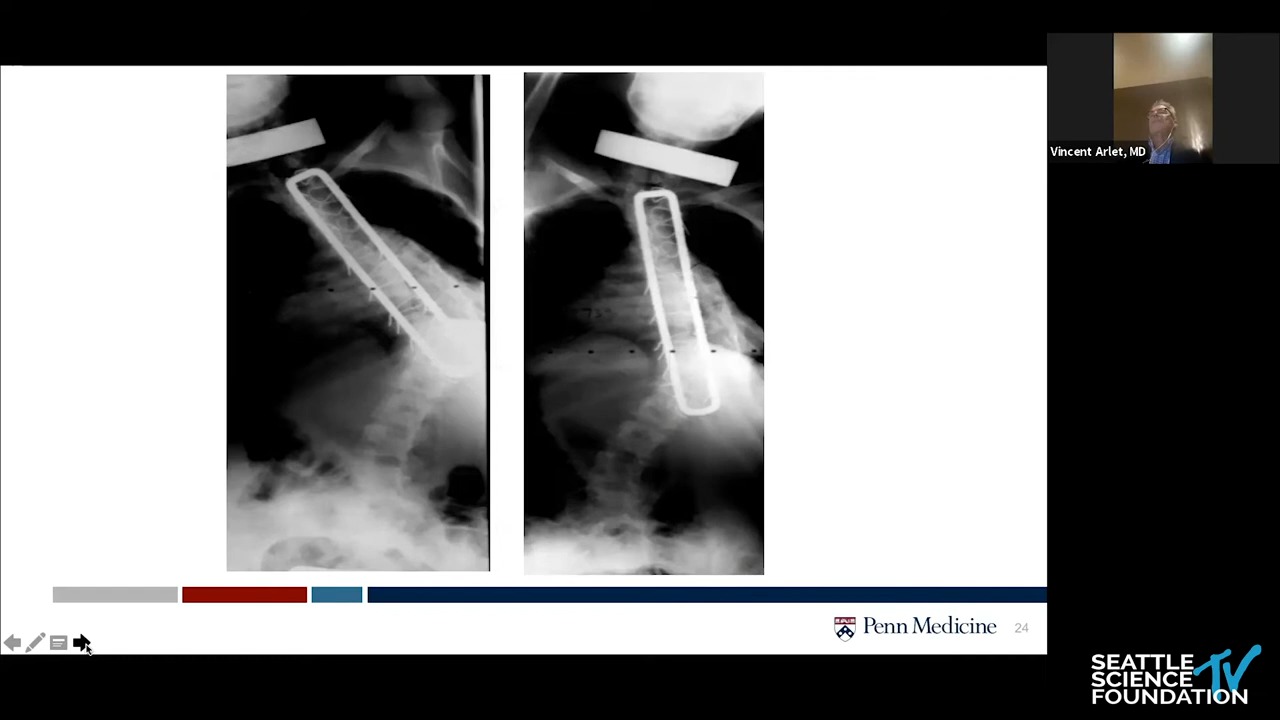 Vincent Arlet, MD
Penn Medicine
24
SEATTLE
SCIENCE
FOUNDATION
TV